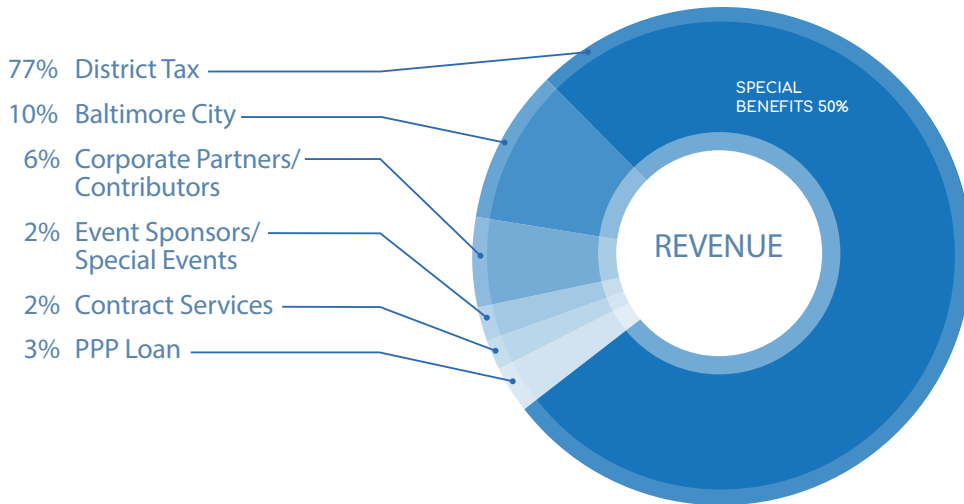 77% District Tax
10% Baltimore City
6% Corporate Partners/
Contributors
2% Event Sponsors/
Special Events
2% Contract Services
3% PPP Loan
SPECIAL
BENEFITS 50%
REVENUE